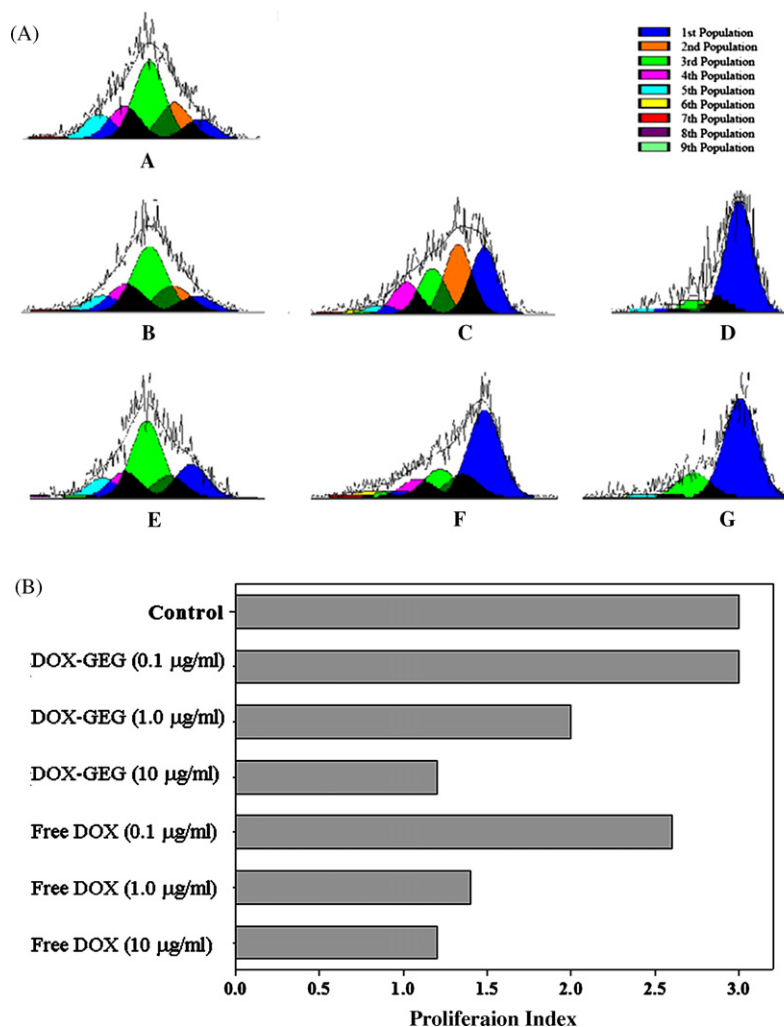 (A)
1st Population
2nd Population
3rd Population
4th Population
5th Population
6th Population
7th Population
8th Population
9th Population
A
B
C
D
E
F
G
(B)
Control
DOX-GEG (0.1 µg/ml)
DOX-GEG (1.0 µg/ml)
DOX-GEG (10 µg/ml)
Free DOX (0.1 µg/ml)
Free DOX (1.0 µg/ml)
Free DOX (10 µg/ml)
0.0 0.5 1.0 1.5 2.0 2.5 3.0
Proliferaion Index